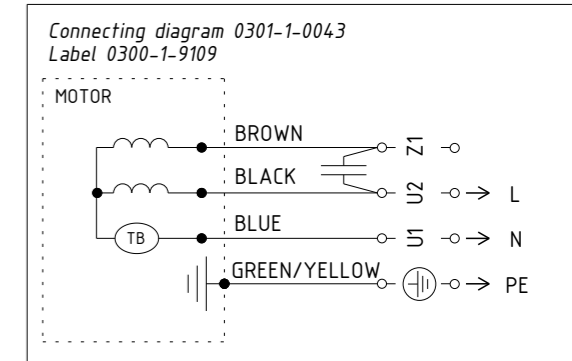 Connecting diagram 0301-1-0043
Label 0300-1-9109
MOTOR
BROWN Z1
BLACK U2 L
TB BLUE U1 N
GREEN/YELLOW PE